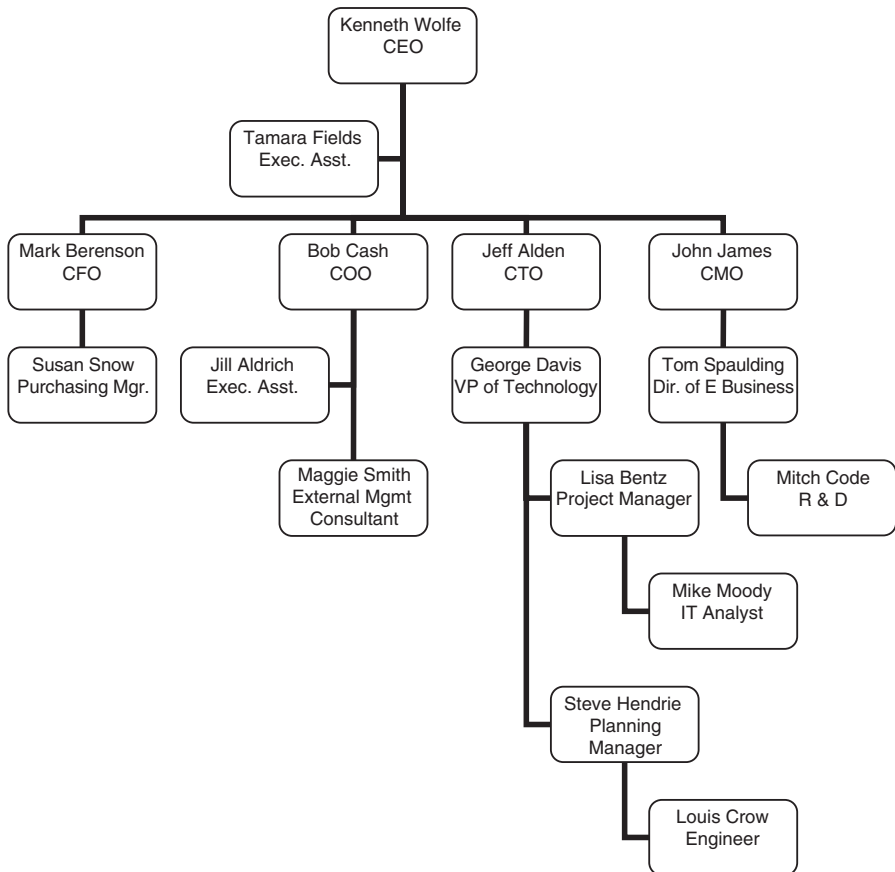 Kenneth Wolfe
CEO
Tamara Fields
Exec. Asst.
Mark Berenson
CFO
Bob Cash
COO
Jeff Alden
CTO
John James
CMO
Susan Snow
Purchasing Mgr.
Jill Aldrich
Exec. Asst.
George Davis
VP of Technology
Tom Spaulding
Dir. of E Business
Maggie Smith
External Mgmt
Consultant
Lisa Bentz
Project Manager
Mitch Code
R & D
Mike Moody
IT Analyst
Steve Hendrie
Planning
Manager
Louis Crow
Engineer